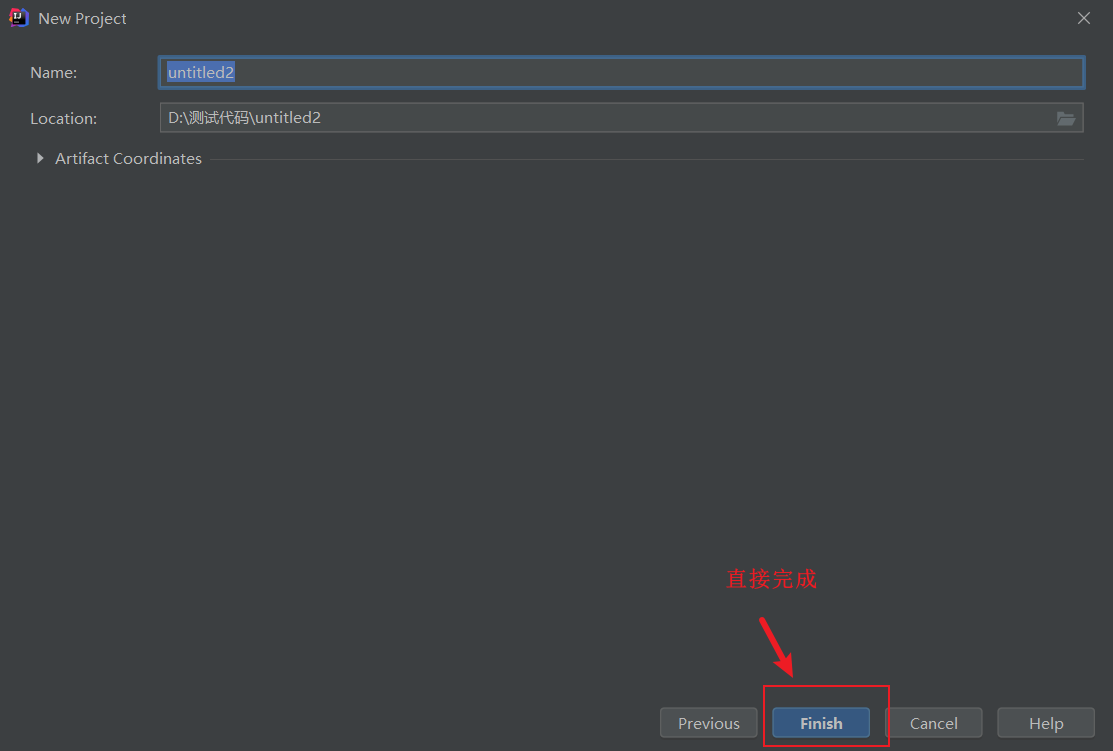 New Project
Name:
untitled2
Location:
D:\测试代码\untitled2
Artifact Coordinates
直接完成
Previous
Finish
Cancel
Help